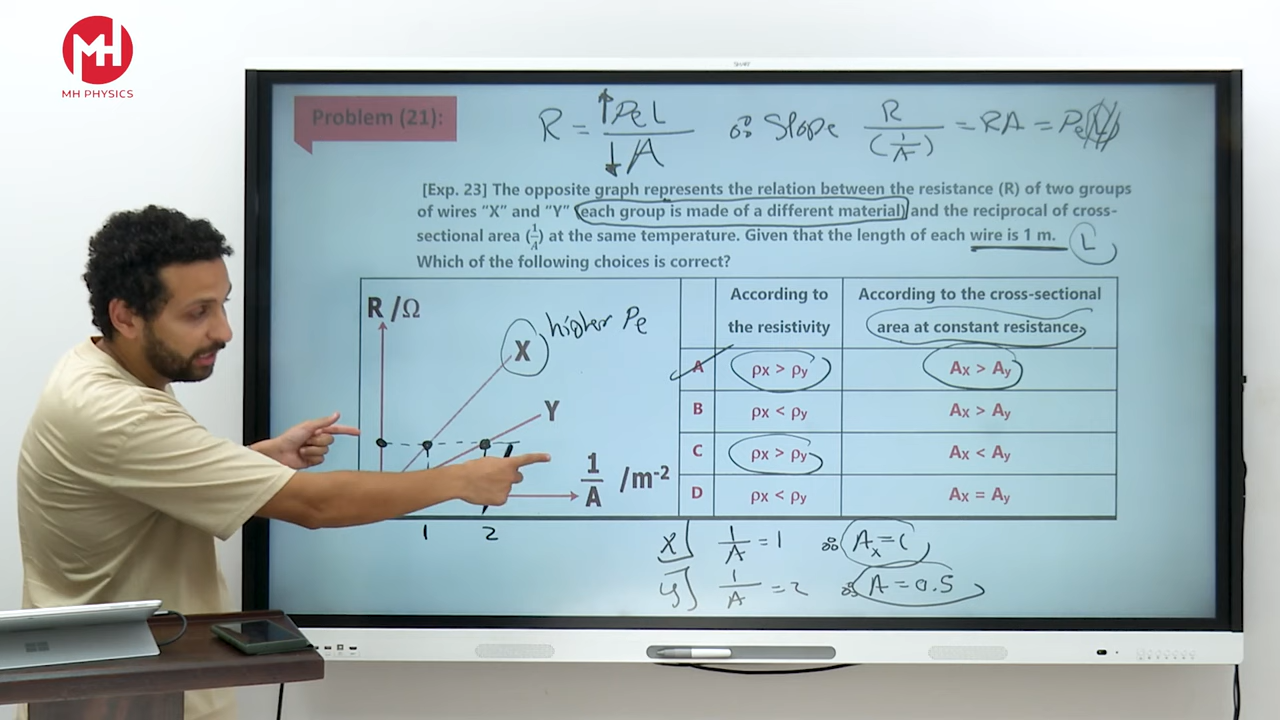 MH
MH PHYSICS
SMART
Problem (21):
R = ↑ρe L / ↓A ஃ Slope R / (1/A) = RA = ρe
[Exp. 23] The opposite graph represents the relation between the resistance (R) of two groups
of wires “X” and “Y” (each group is made of a different material) and the reciprocal of cross-
sectional area (1/A) at the same temperature. Given that the length of each wire is 1 m. L
Which of the following choices is correct?
R /Ω
X
higher ρe
Y
1/A /m⁻²
1 2
According to the resistivity
According to the cross-sectional area at constant resistance.
A ρx > ρy Ax > Ay
B ρx < ρy Ax > Ay
C ρx > ρy Ax < Ay
D ρx < ρy Ax = Ay
x] 1/A = 1 ஃ Ax = 1
y] 1/A = 2 ஃ A = 0.5